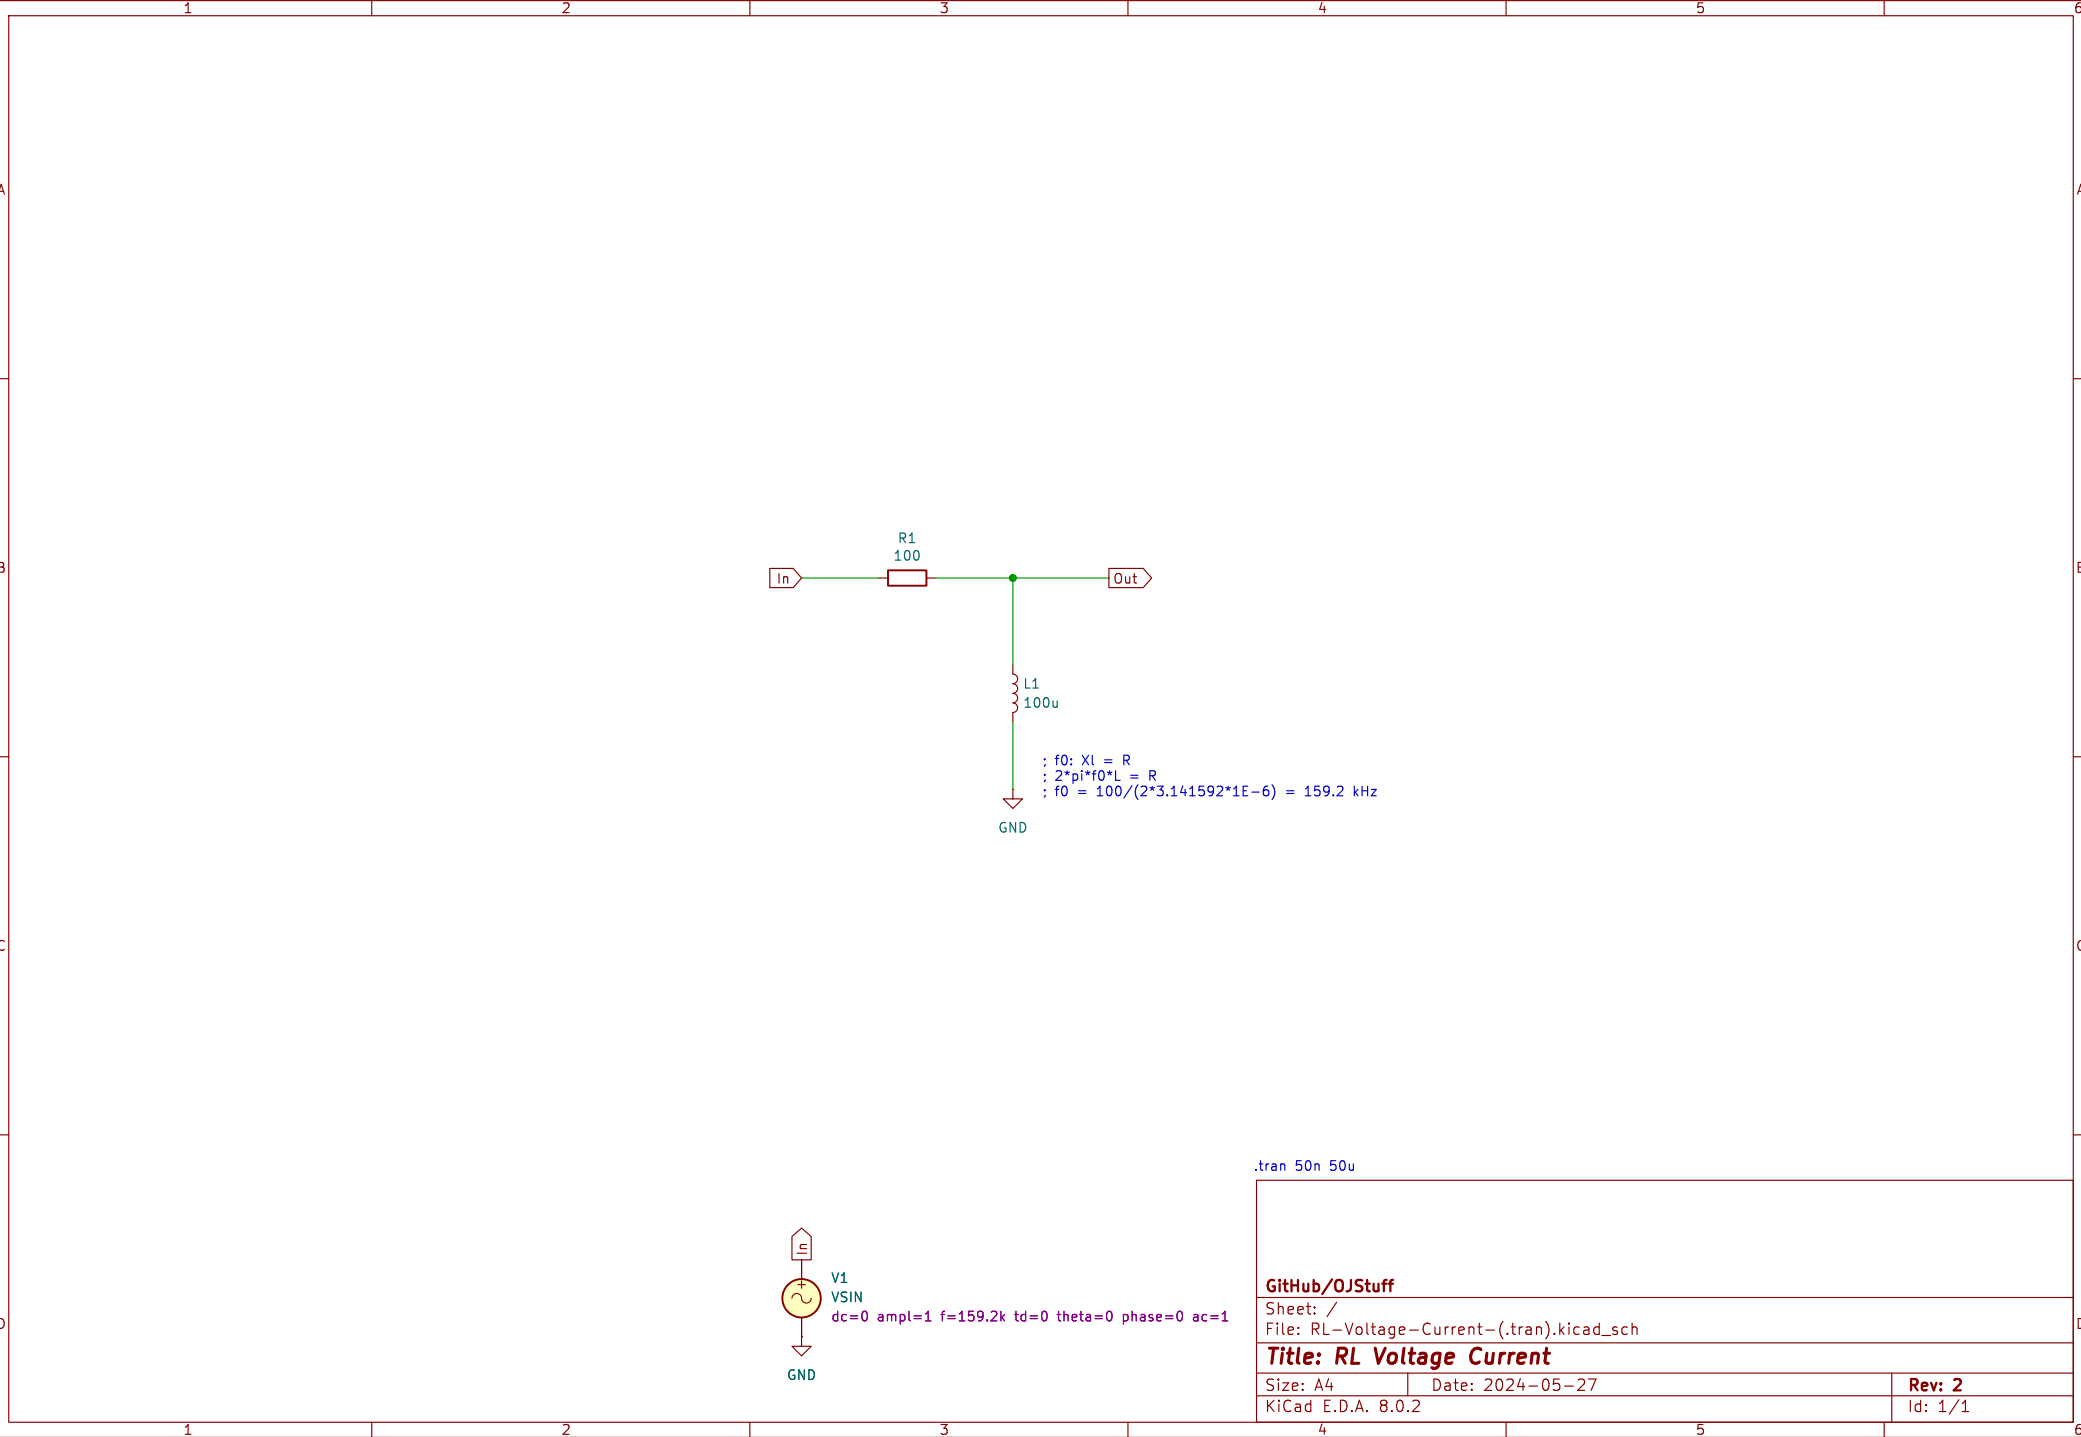 1 2 3 4 5 6
A A
R1
100
In
Out
B B
L1
100u
; f0: Xl = R
; 2*pi*f0*L = R
; f0 = 100/(2*3.141592*1E-6) = 159.2 kHz
GND
C C
.tran 50n 50u
In
V1
+
VSIN
dc=0 ampl=1 f=159.2k td=0 theta=0 phase=0 ac=1
GND
D D
GitHub/OJStuff
Sheet: /
File: RL-Voltage-Current-(.tran).kicad_sch
Title: RL Voltage Current
Size: A4 Date: 2024-05-27 Rev: 2
KiCad E.D.A. 8.0.2 Id: 1/1
1 2 3 4 5 6